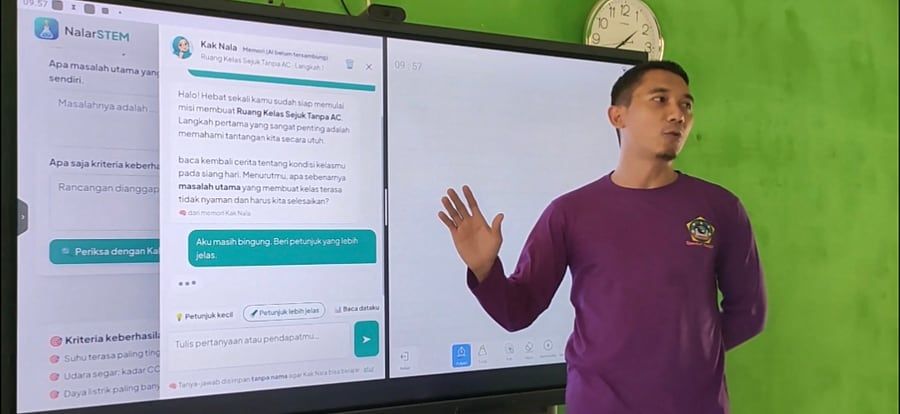 09.57
NalarSTEM
Apa masalah utama yang
sendiri.
Masalahnya adalah ...
Apa saja kriteria
Rancangan dianggap
Periksa dengan
Kriteria
Suhu terasa paling
Udara segar; kadar
Daya listrik paling
Kak Nala Memori (AI belum tersambung)
Ruang Kelas Sejuk Tanpa AC · Langkah 1
Halo! Hebat sekali kamu sudah siap memulai
misi membuat Ruang Kelas Sejuk Tanpa AC.
Langkah pertama yang sangat penting adalah
memahami tantangan kita secara utuh.
baca kembali cerita tentang kondisi kelasmu
pada siang hari. Menurutmu, apa sebenarnya
masalah utama yang membuat kelas terasa
tidak nyaman dan harus kita selesaikan?
dari memori Kak Nala
Aku masih bingung. Beri petunjuk yang lebih
jelas.
Petunjuk kecil
Petunjuk lebih jelas
Baca dataku
Tulis pertanyaan atau pendapatmu...
Tanya-jawab disimpan tanpa nama agar Kak Nala bisa belajar.
09 : 57